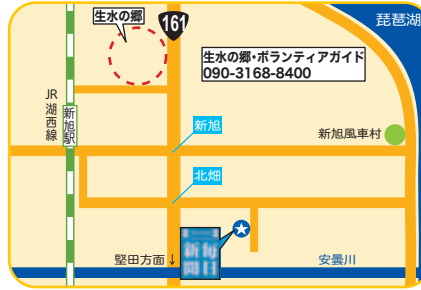 生水の郷
161
琵琶湖
生水の郷・ボランティアガイド
090-3168-8400
JR
湖西線
新旭駅
新旭
新旭風車村
北畑
堅田方面↓
安曇川